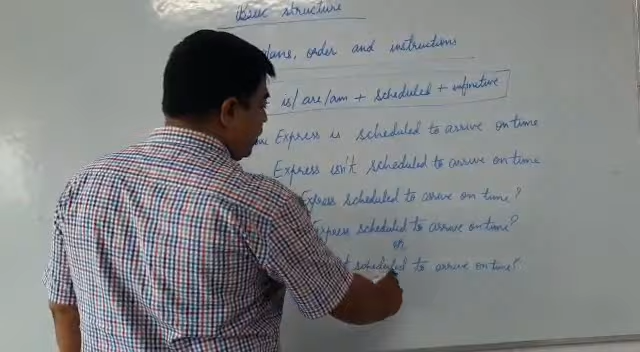 Basic structure
Plans, order and instructions
is/are/am + scheduled + infinitive
Express is scheduled to arrive on time
Express isn't scheduled to arrive on time
Express scheduled to arrive on time?
Express scheduled to arrive on time?
or
scheduled to arrive on time?